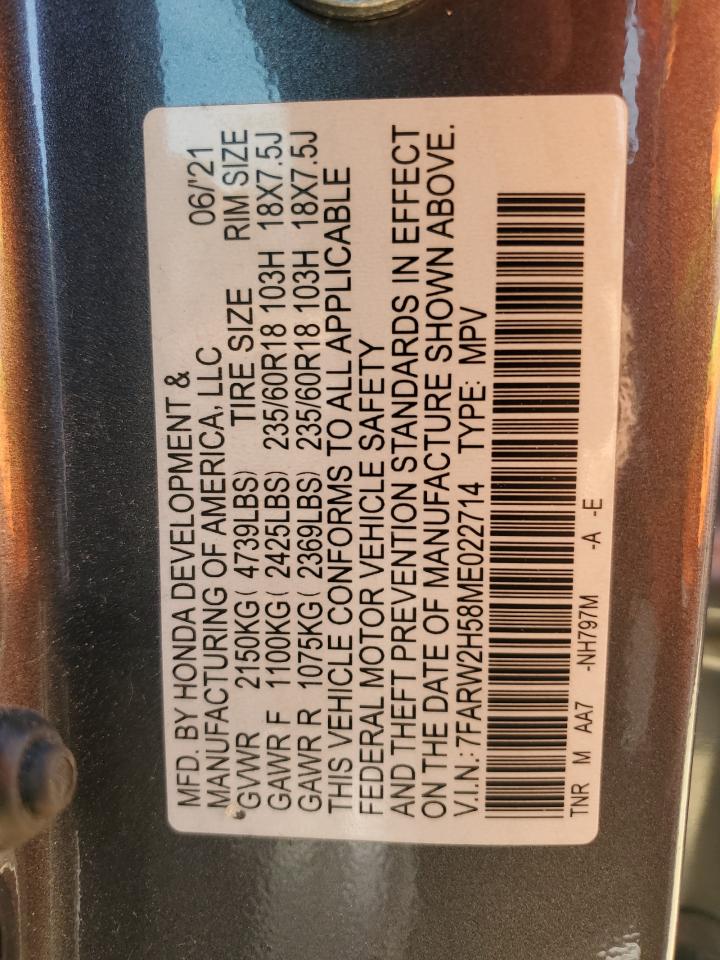 MFD. BY HONDA DEVELOPMENT &
MANUFACTURING OF AMERICA, LLC 06/'21
GVWR 2150KG( 4739LBS) TIRE SIZE RIM SIZE
GAWR F 1100KG( 2425LBS) 235/60R18 103H 18X7.5J
GAWR R 1075KG( 2369LBS) 235/60R18 103H 18X7.5J
THIS VEHICLE CONFORMS TO ALL APPLICABLE
FEDERAL MOTOR VEHICLE SAFETY
AND THEFT PREVENTION STANDARDS IN EFFECT
ON THE DATE OF MANUFACTURE SHOWN ABOVE.
V.I.N.: 7FARW2H58ME022714 TYPE: MPV
TNR M AA7 -NH797M -A -E